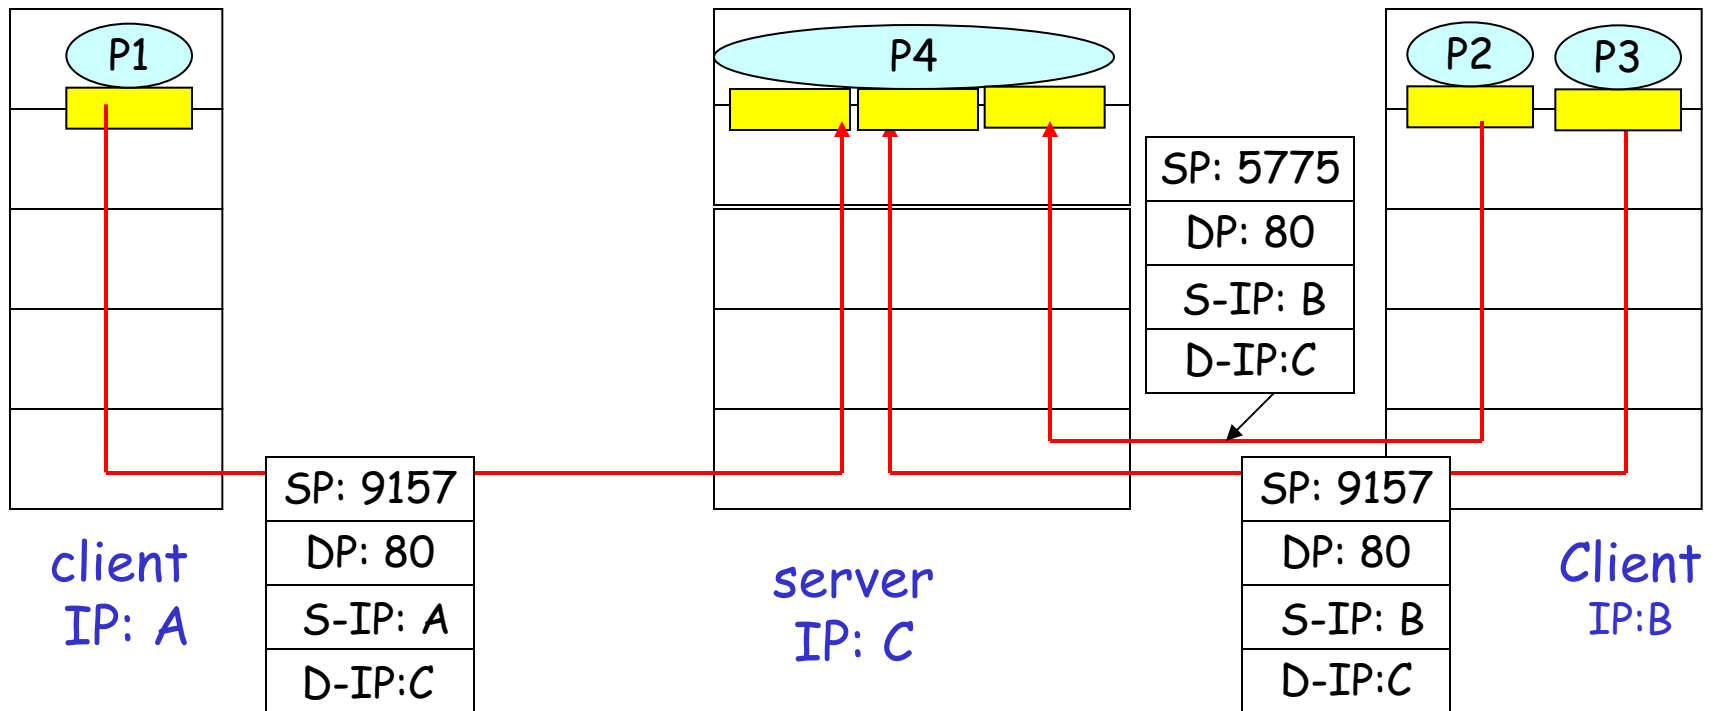 P1
P4
P2
P3
SP: 5775
DP: 80
S-IP: B
D-IP:C
SP: 9157
DP: 80
S-IP: A
D-IP:C
SP: 9157
DP: 80
S-IP: B
D-IP:C
client
IP: A
server
IP: C
Client
IP:B